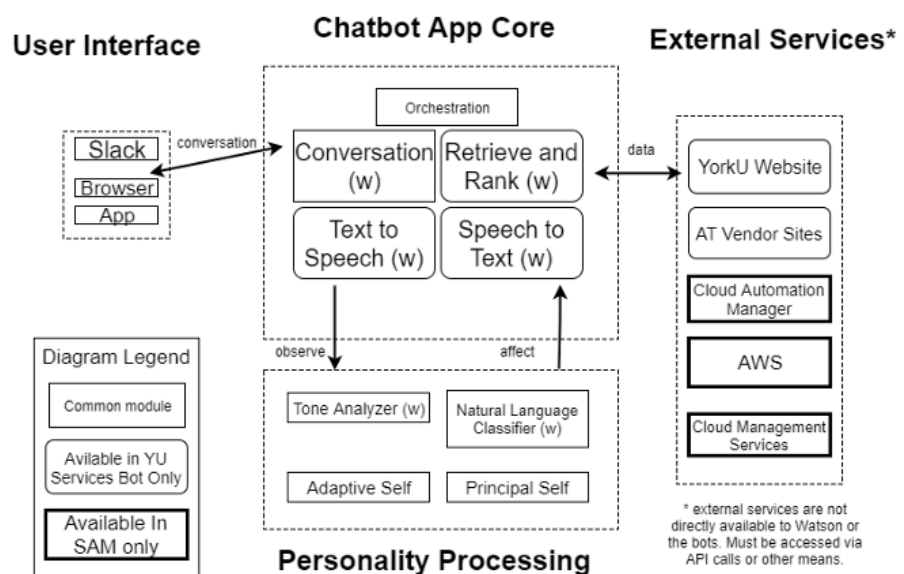 User Interface
Chatbot App Core
External Services*
Orchestration
Slack
Browser
App
conversation
Conversation
(w)
Retrieve and
Rank (w)
Text to
Speech (w)
Speech to
Text (w)
data
YorkU Website
AT Vendor Sites
Cloud Automation
Manager
AWS
Cloud Management
Services
observe
affect
Diagram Legend
Common module
Avilable in YU
Services Bot Only
Available In
SAM only
Tone Analyzer (w)
Natural Language
Classifier (w)
Adaptive Self
Principal Self
Personality Processing
* external services are not
directly available to Watson or
the bots. Must be accessed via
API calls or other means.